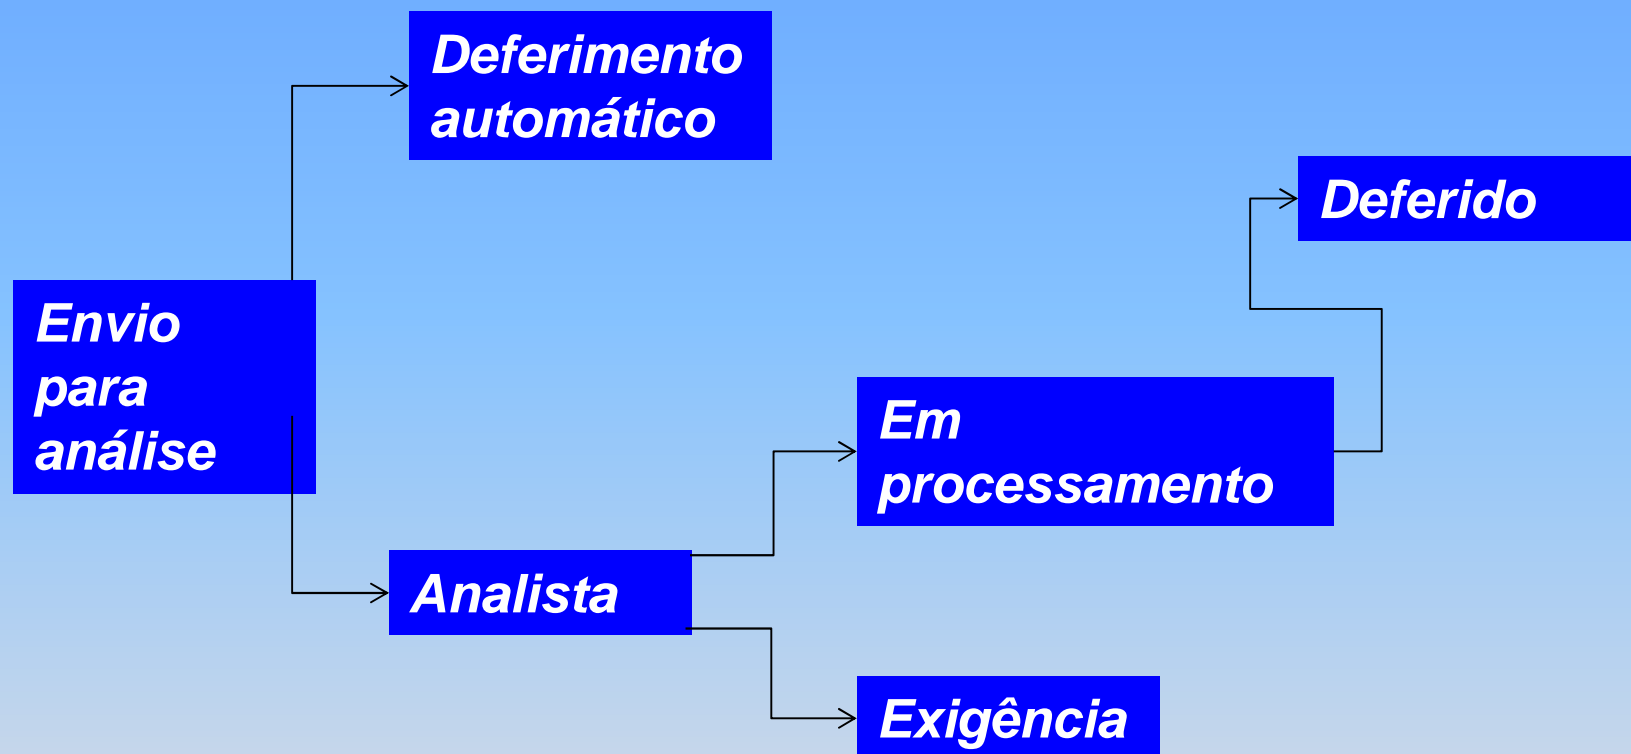 Deferimento
automático
Deferido
Envio
para
análise
Em
processamento
Analista
Exigência